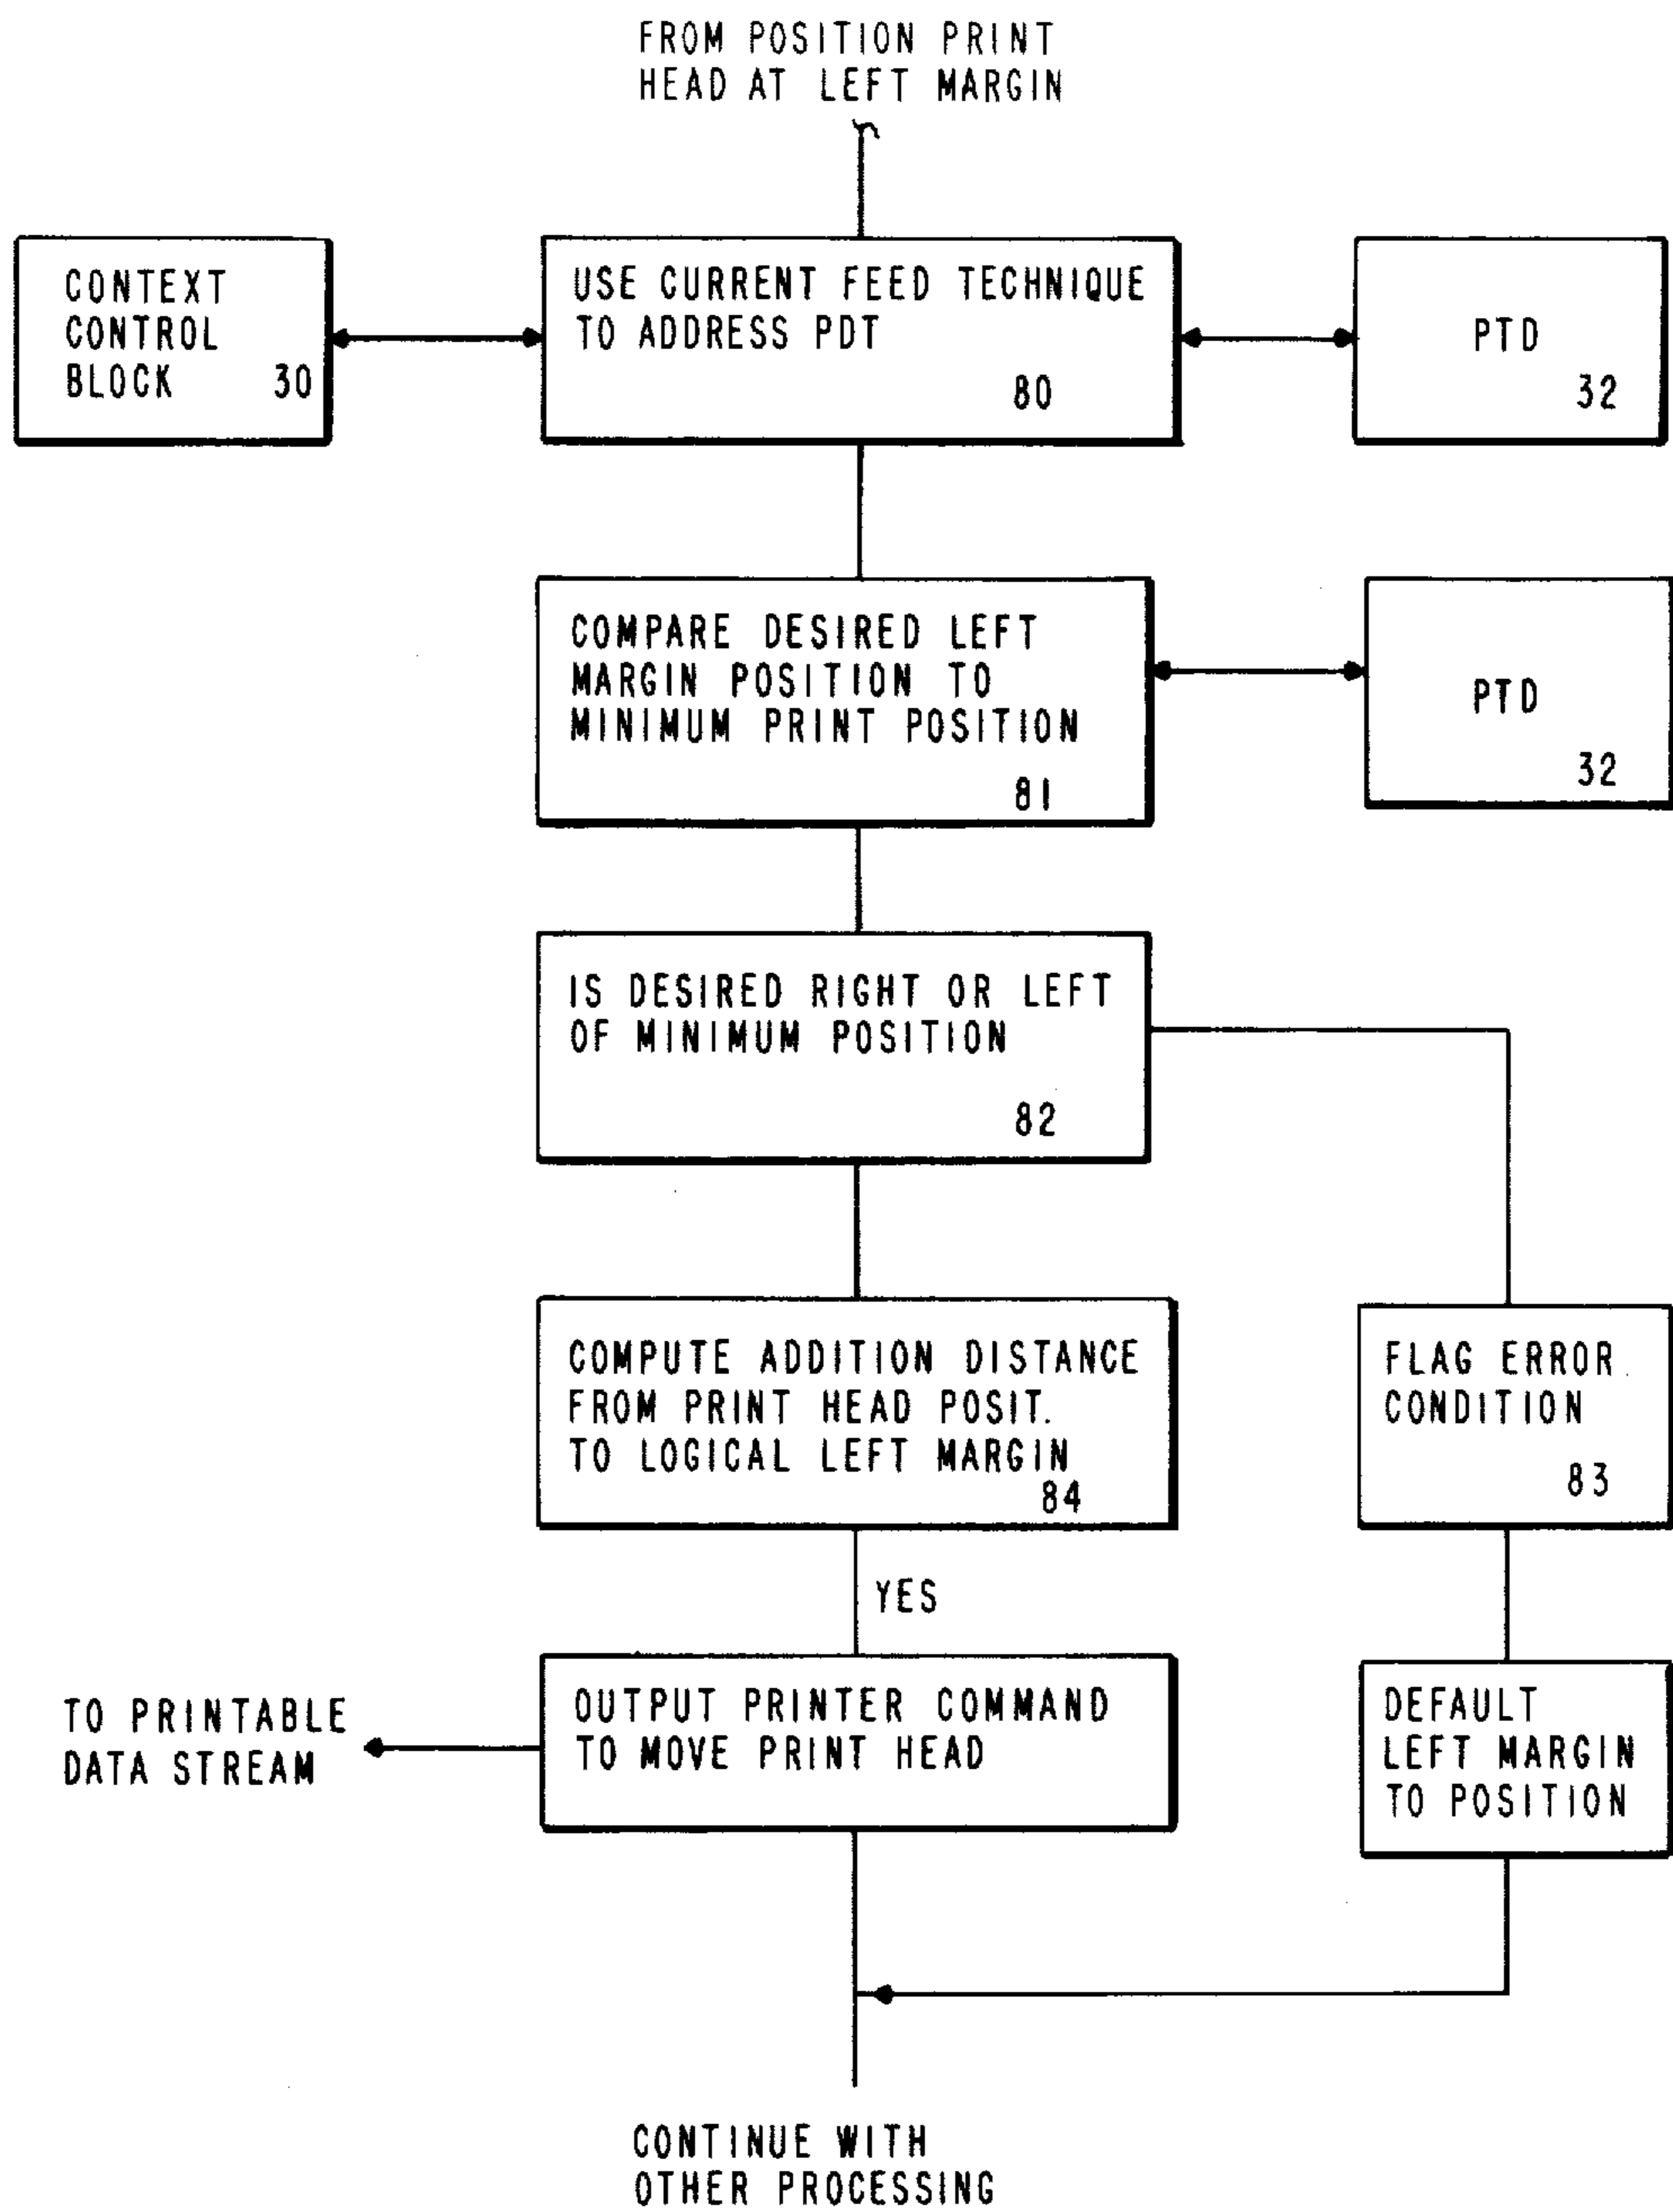 FROM POSITION PRINT
HEAD AT LEFT MARGIN
CONTEXT
CONTROL
BLOCK 30
USE CURRENT FEED TECHNIQUE
TO ADDRESS PDT
80
PTD
32
COMPARE DESIRED LEFT
MARGIN POSITION TO
MINIMUM PRINT POSITION
81
PTD
32
IS DESIRED RIGHT OR LEFT
OF MINIMUM POSITION
82
COMPUTE ADDITION DISTANCE
FROM PRINT HEAD POSIT.
TO LOGICAL LEFT MARGIN
84
FLAG ERROR
CONDITION
83
YES
TO PRINTABLE
DATA STREAM
OUTPUT PRINTER COMMAND
TO MOVE PRINT HEAD
DEFAULT
LEFT MARGIN
TO POSITION
CONTINUE WITH
OTHER PROCESSING